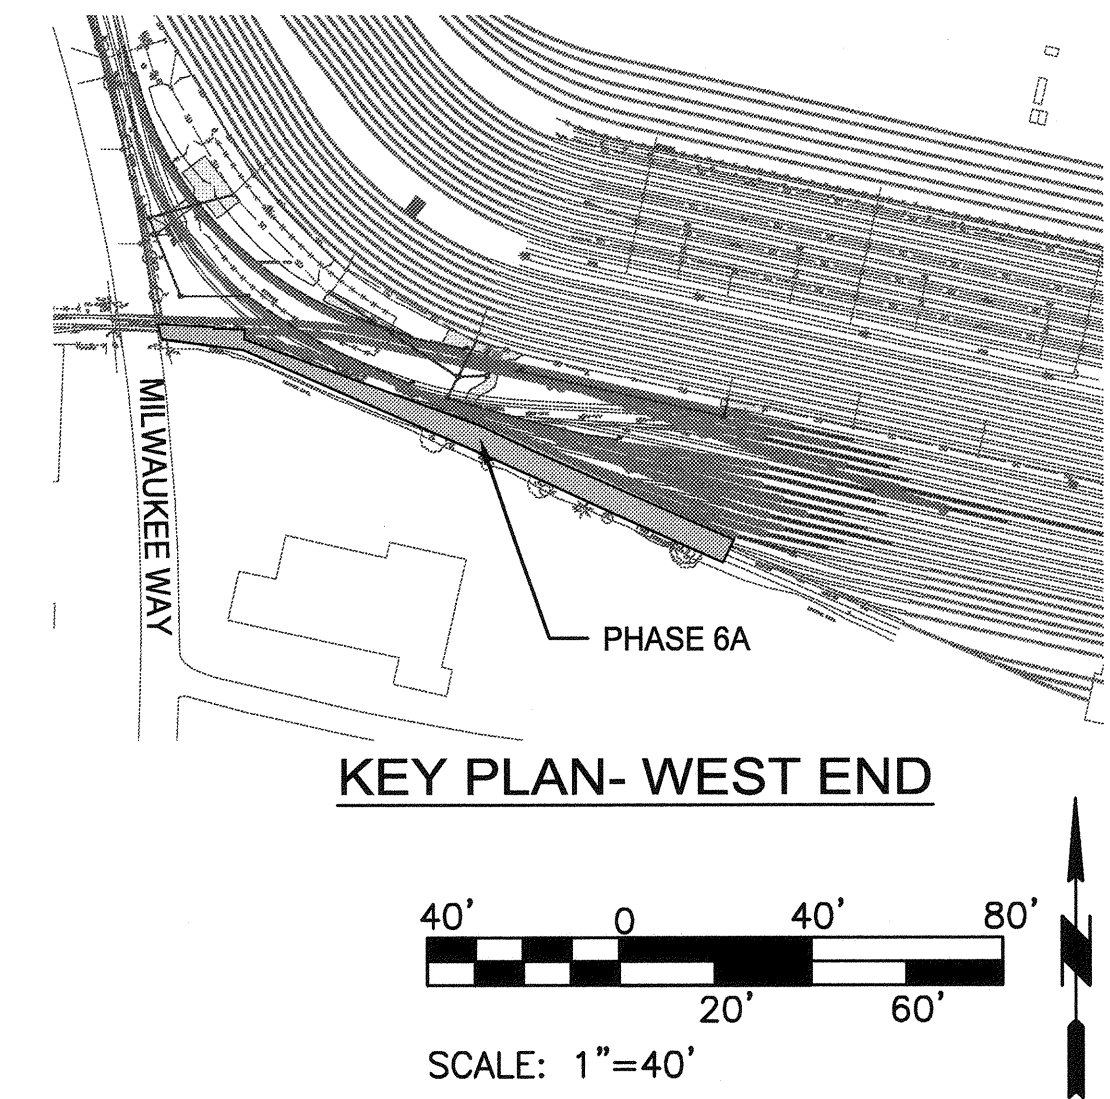 MILWAUKEE WAY
PHASE 6A
KEY PLAN- WEST END
40' 0 40' 80'
20' 60'
SCALE: 1"=40'
N